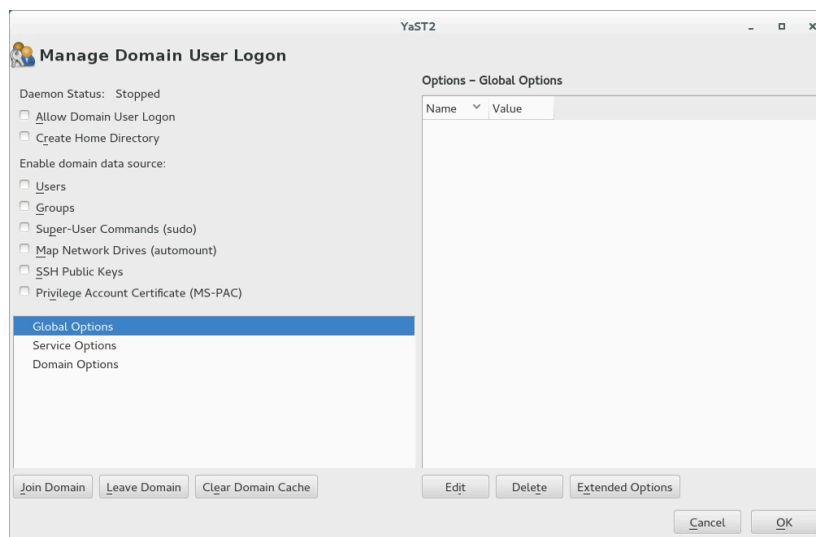 YaST2
Manage Domain User Logon
Daemon Status: Stopped
Allow Domain User Logon
Create Home Directory
Enable domain data source:
Users
Groups
Super-User Commands (sudo)
Map Network Drives (automount)
SSH Public Keys
Privilege Account Certificate (MS-PAC)
Global Options
Service Options
Domain Options
Join Domain Leave Domain Clear Domain Cache
Options – Global Options
Name Value
Edit Delete Extended Options
Cancel OK